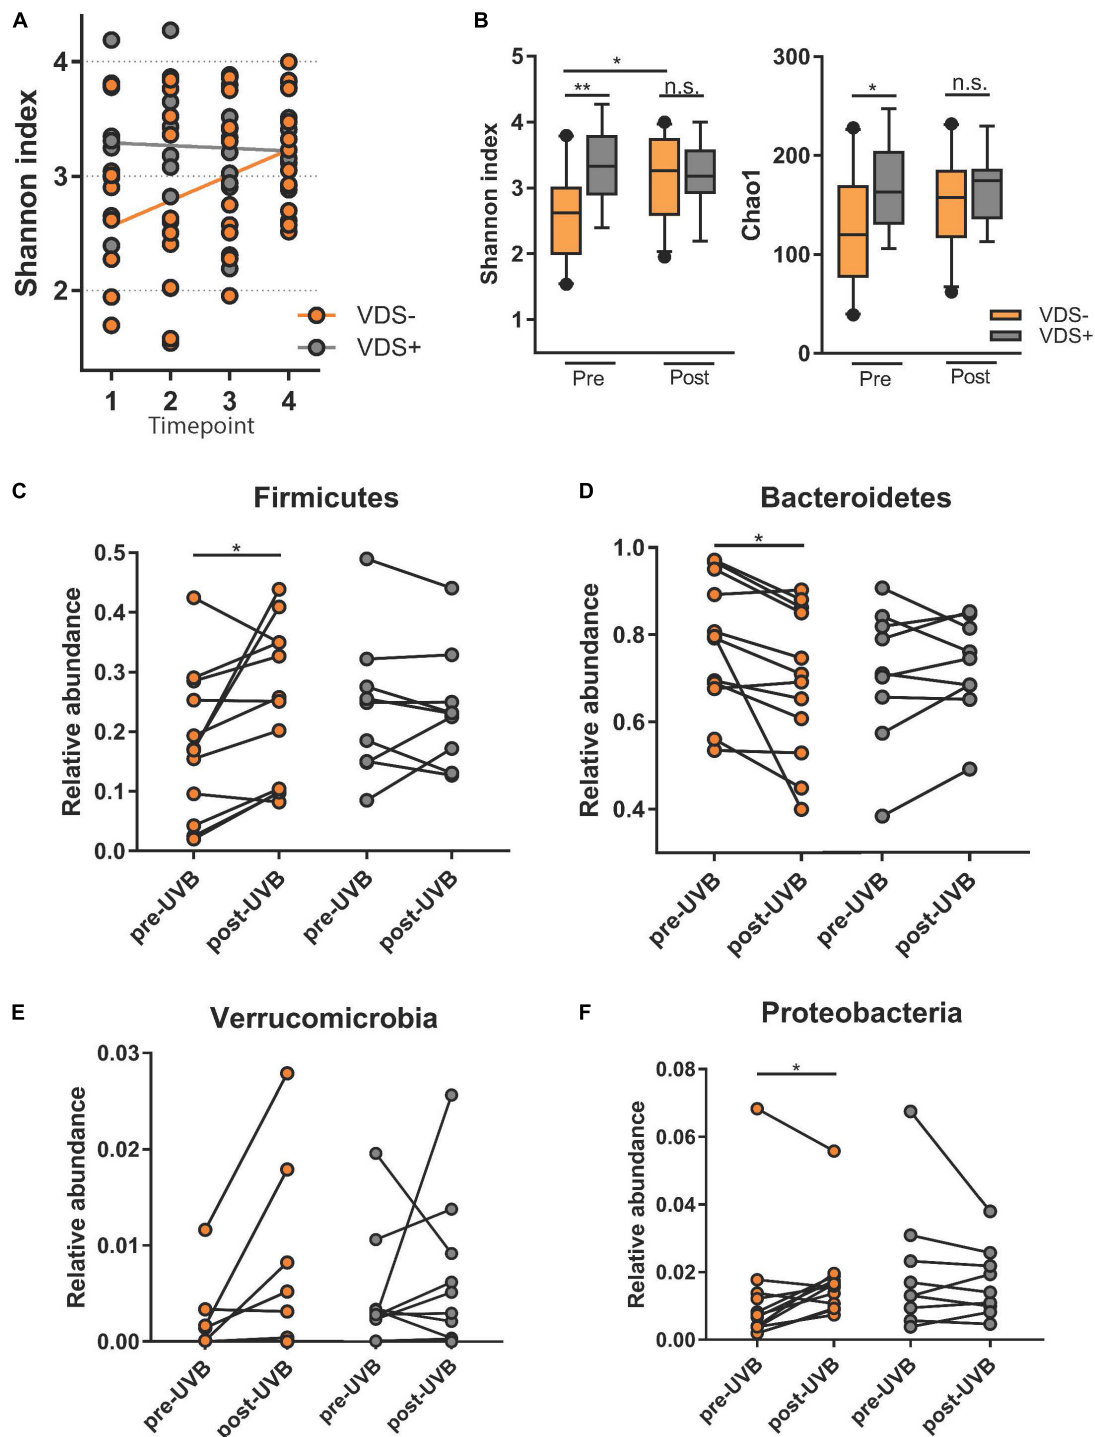 A
Shannon index
4
3
2
1 2 3 4
Timepoint
VDS-
VDS+
B
Shannon index
5
4
3
2
1
*
**
n.s.
Pre Post
Chao1
300
200
100
0
*
n.s.
Pre Post
VDS-
VDS+
C
Firmicutes
Relative abundance
0.5
0.4
0.3
0.2
0.1
0.0
*
pre-UVB post-UVB pre-UVB post-UVB
D
Bacteroidetes
Relative abundance
1.0
0.8
0.6
0.4
*
pre-UVB post-UVB pre-UVB post-UVB
E
Verrucomicrobia
Relative abundance
0.03
0.02
0.01
0.00
pre-UVB post-UVB pre-UVB post-UVB
F
Proteobacteria
Relative abundance
0.08
0.06
0.04
0.02
0.00
*
pre-UVB post-UVB pre-UVB post-UVB